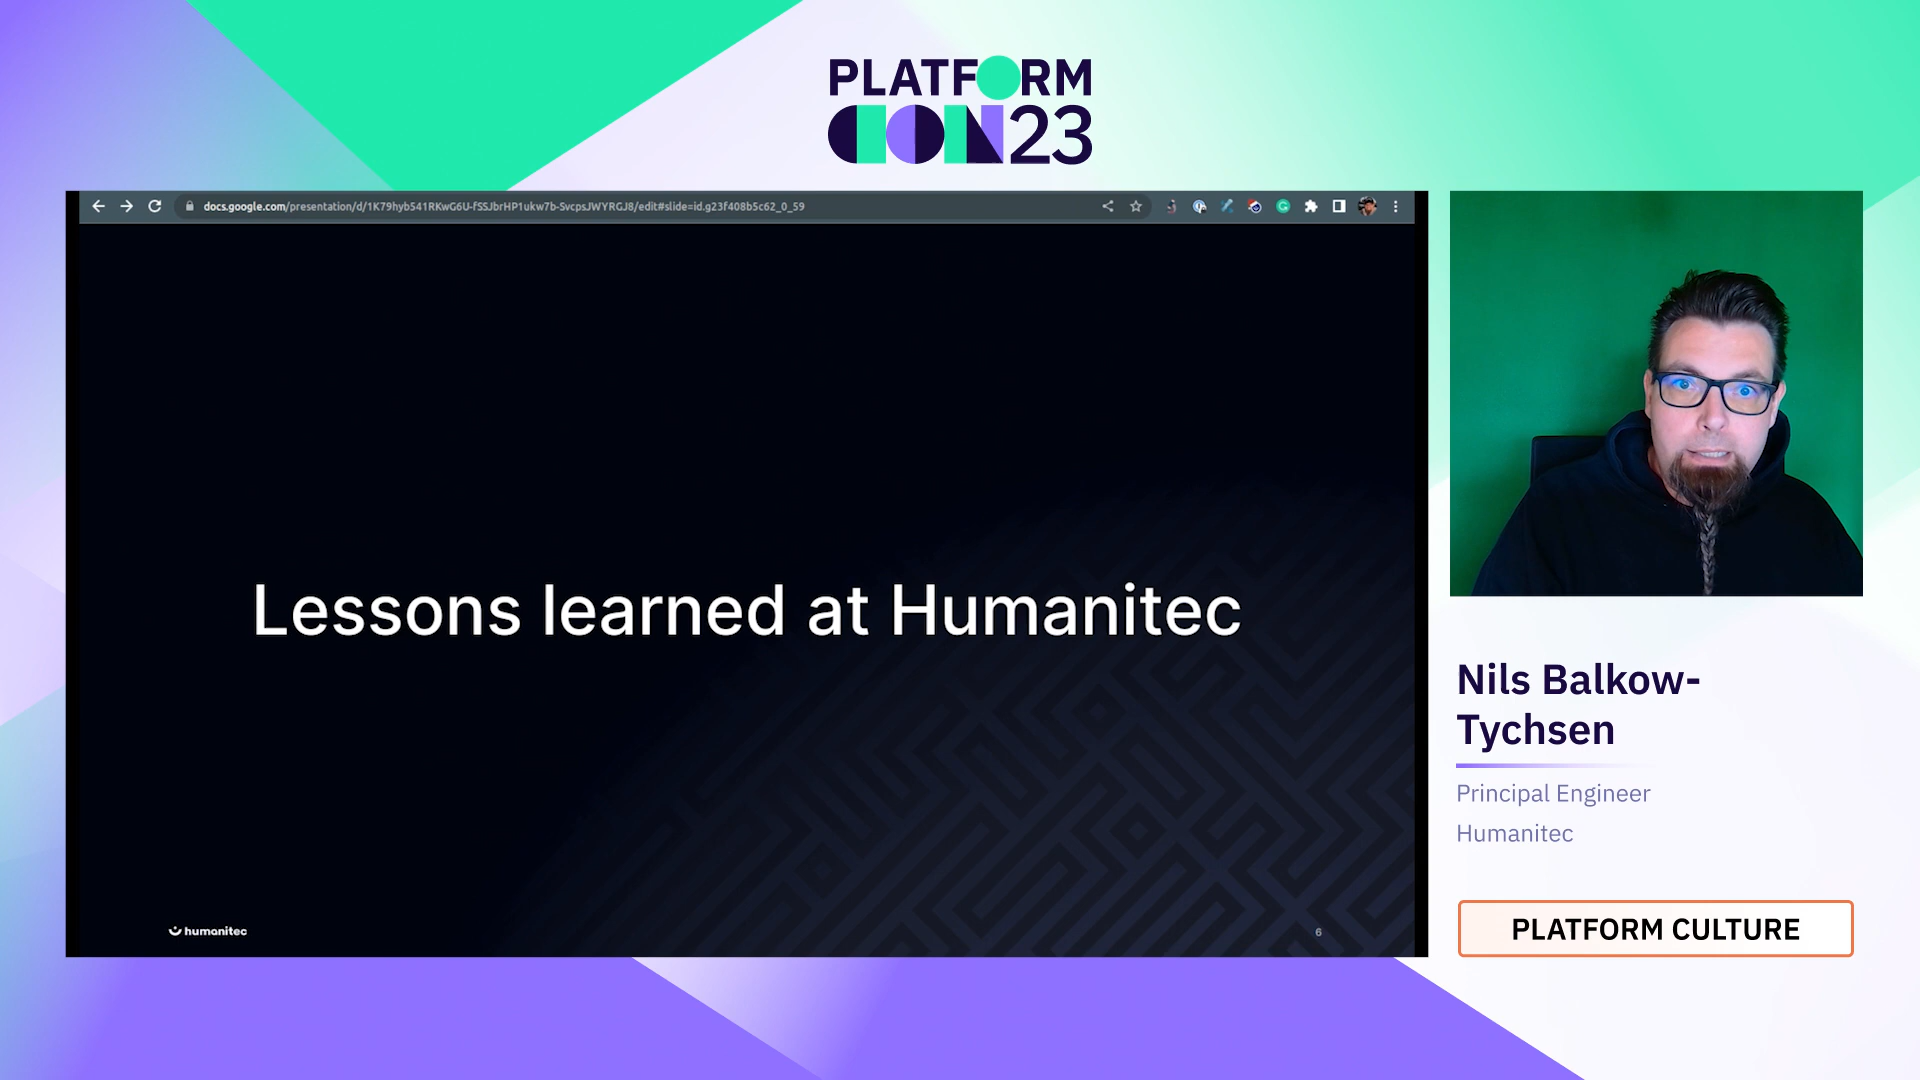 PLATFORM
CON23
docs.google.com/presentation/d/1K79hyb541RKwG6U-fSSJbrHP1ukw7b-SvcpsJWYRGJ8/edit#slide=id.g23f408b5c62_0_59
Lessons learned at Humanitec
humanitec
6
Nils Balkow-
Tychsen
Principal Engineer
Humanitec
PLATFORM CULTURE